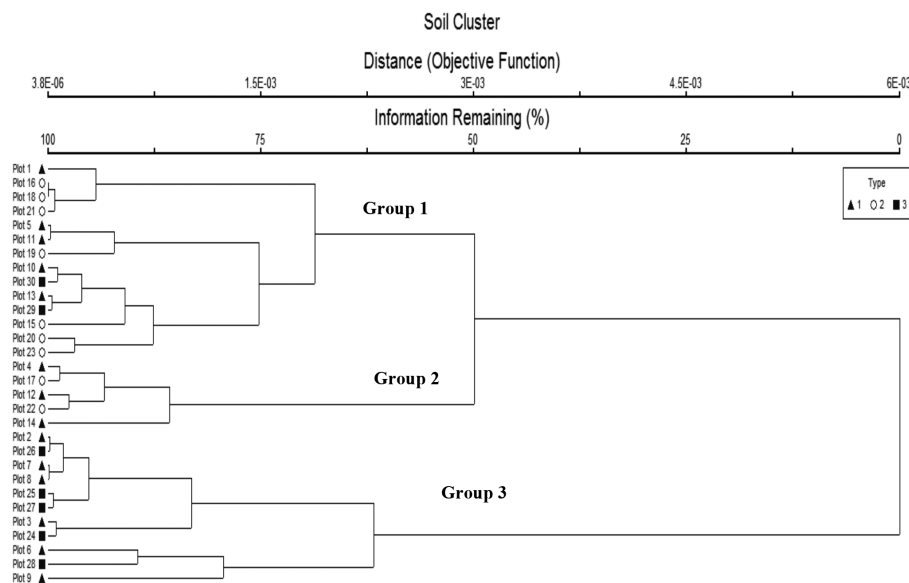 Soil Cluster
Distance (Objective Function)
3.8E-06 1.5E-03 3E-03 4.5E-03 6E-03
Information Remaining (%)
100 75 50 25 0
Plot 1
Plot 16
Plot 18
Plot 21
Plot 5
Plot 11
Plot 19
Plot 10
Plot 30
Plot 13
Plot 29
Plot 15
Plot 20
Plot 23
Plot 4
Plot 17
Plot 12
Plot 22
Plot 14
Plot 2
Plot 26
Plot 7
Plot 8
Plot 25
Plot 27
Plot 3
Plot 24
Plot 6
Plot 28
Plot 9
Group 1
Group 2
Group 3
Type
1 2 3